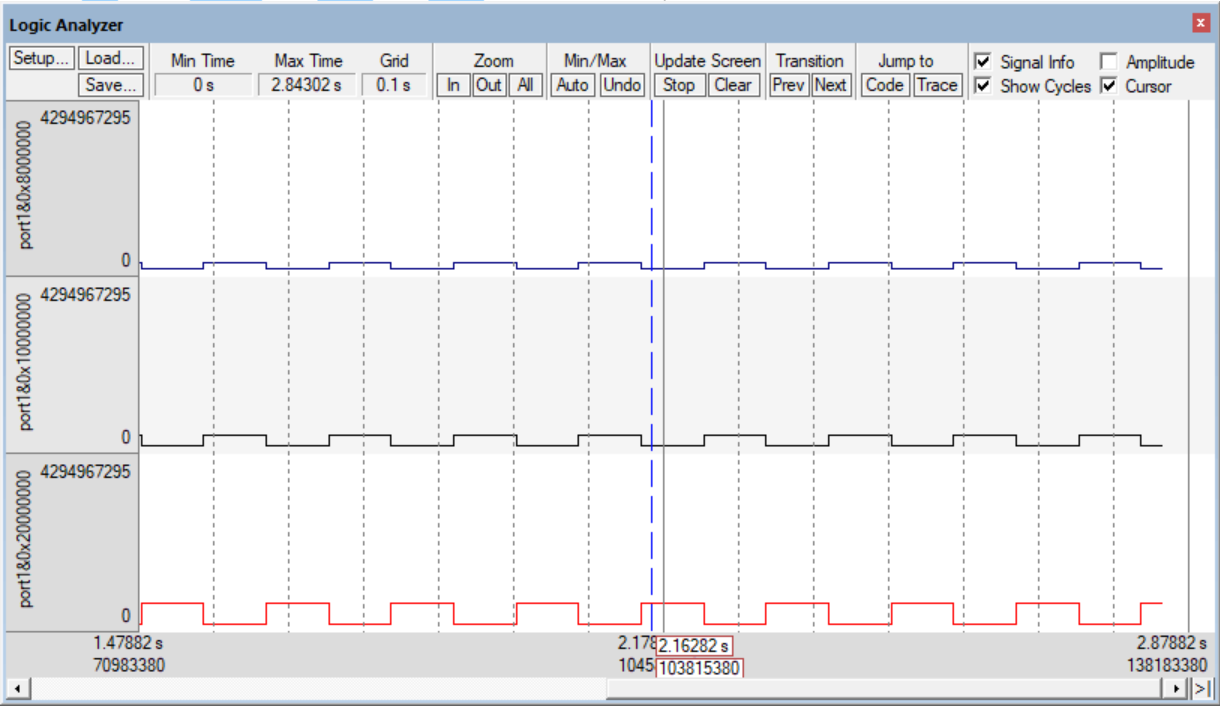 Logic Analyzer
Setup... Load... Min Time Max Time Grid Zoom Min/Max Update Screen Transition Jump to Signal Info Amplitude
Save... 0 s 2.84302 s 0.1 s In Out All Auto Undo Stop Clear Prev Next Code Trace Show Cycles Cursor
4294967295
port1&0x8000000
0
4294967295
port1&0x10000000
0
4294967295
port1&0x20000000
0
1.47882 s 2.178 2.16282 s 2.87882 s
70983380 1045 103815380 138183380
>|